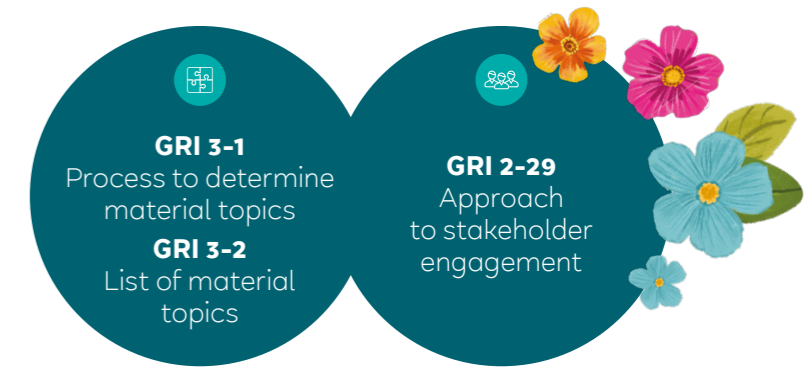 GRI 3-1
Process to determine
material topics
GRI 3-2
List of material
topics
GRI 2-29
Approach
to stakeholder
engagement